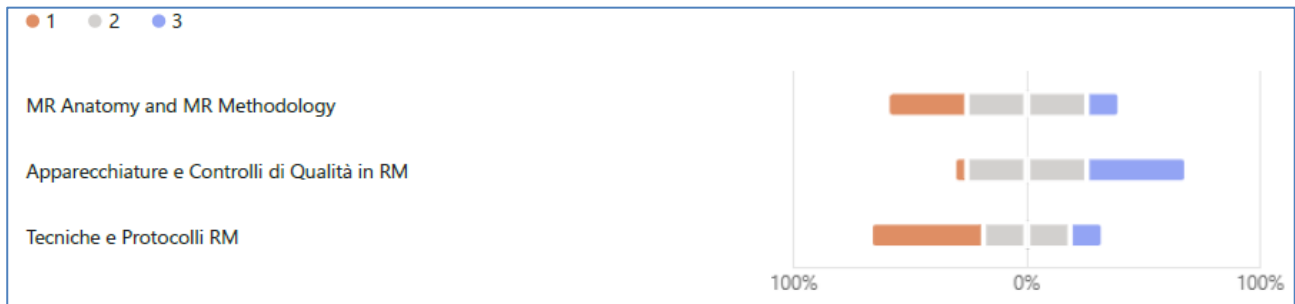 1 2 3
MR Anatomy and MR Methodology
Apparecchiature e Controlli di Qualità in RM
Tecniche e Protocolli RM
100% 0% 100%